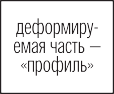 деформиру-
емая часть —
«профиль»